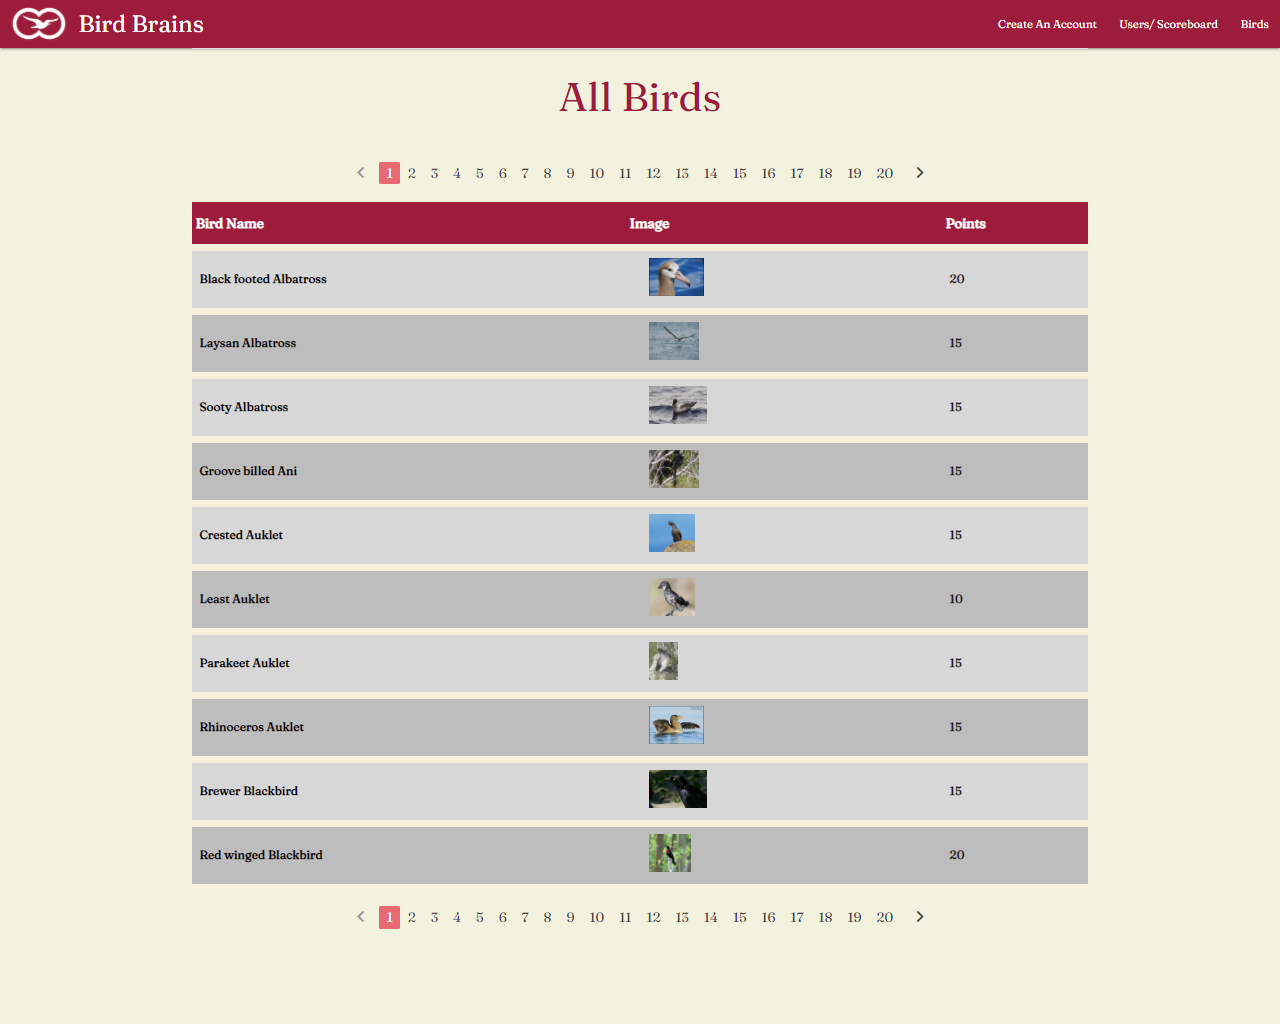 Bird Brains
Create An Account Users/ Scoreboard Birds
All Birds
1 2 3 4 5 6 7 8 9 10 11 12 13 14 15 16 17 18 19 20
Bird Name Image Points
Black footed Albatross 20
Laysan Albatross 15
Sooty Albatross 15
Groove billed Ani 15
Crested Auklet 15
Least Auklet 10
Parakeet Auklet 15
Rhinoceros Auklet 15
Brewer Blackbird 15
Red winged Blackbird 20
1 2 3 4 5 6 7 8 9 10 11 12 13 14 15 16 17 18 19 20